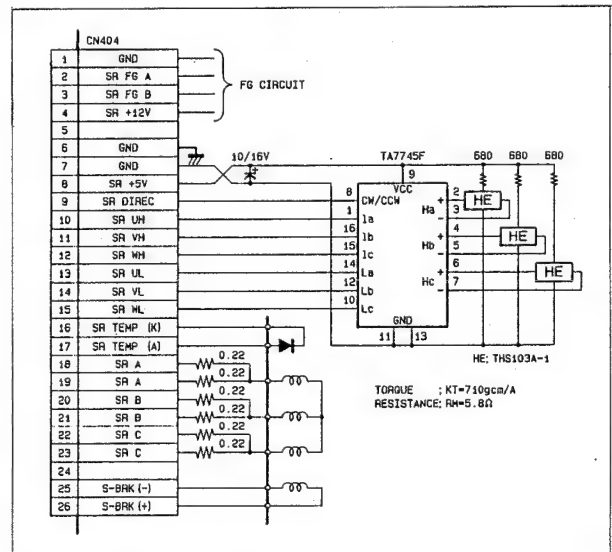 CN404
1 GND
2 SR FG A
3 SR FG B
4 SR +12V
FG CIRCUIT
5
6 GND
7 GND
8 SR +5V
10/16V
TA7745F
680 680 680
9 SR DIREC
10 SR UH
11 SR VH
12 SR WH
13 SR UL
14 SR VL
15 SR WL
9
VCC
8 CW/CCW
1 Ia
16 Ib
15 Ic
14 La
12 Lb
10 Lc
+ 2
Ha
- 3
HE
+ 4
Hb
- 5
HE
+ 6
Hc
- 7
HE
GND
11 13
HE; THS103A-1
16 SR TEMP (K)
17 SR TEMP (A)
18 SR A 0.22
19 SR A 0.22
20 SR B 0.22
21 SR B 0.22
22 SR C 0.22
23 SR C 0.22
24
25 S-BRK (-)
26 S-BRK (+)
TORQUE ; KT=710gcm/A
RESISTANCE; RM=5.8Ω